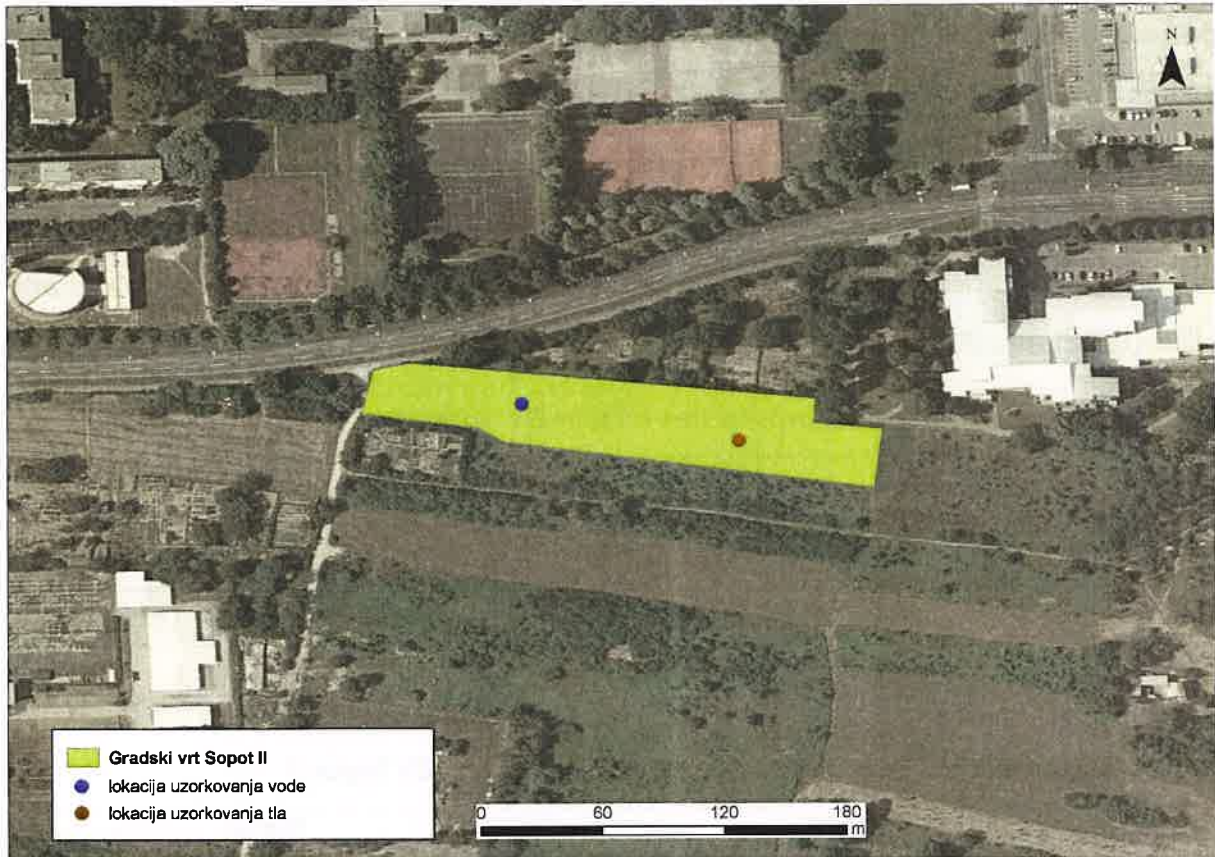 N
Gradski vrt Sopot II
lokacija uzorkovanja vode
lokacija uzorkovanja tla
0 60 120 180
m